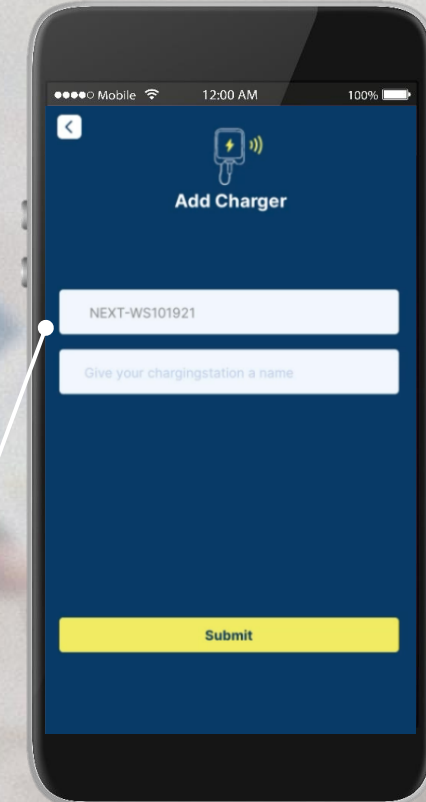 Mobile 12:00 AM 100%
Add Charger
NEXT-WS101921
Give your chargingstation a name
Submit